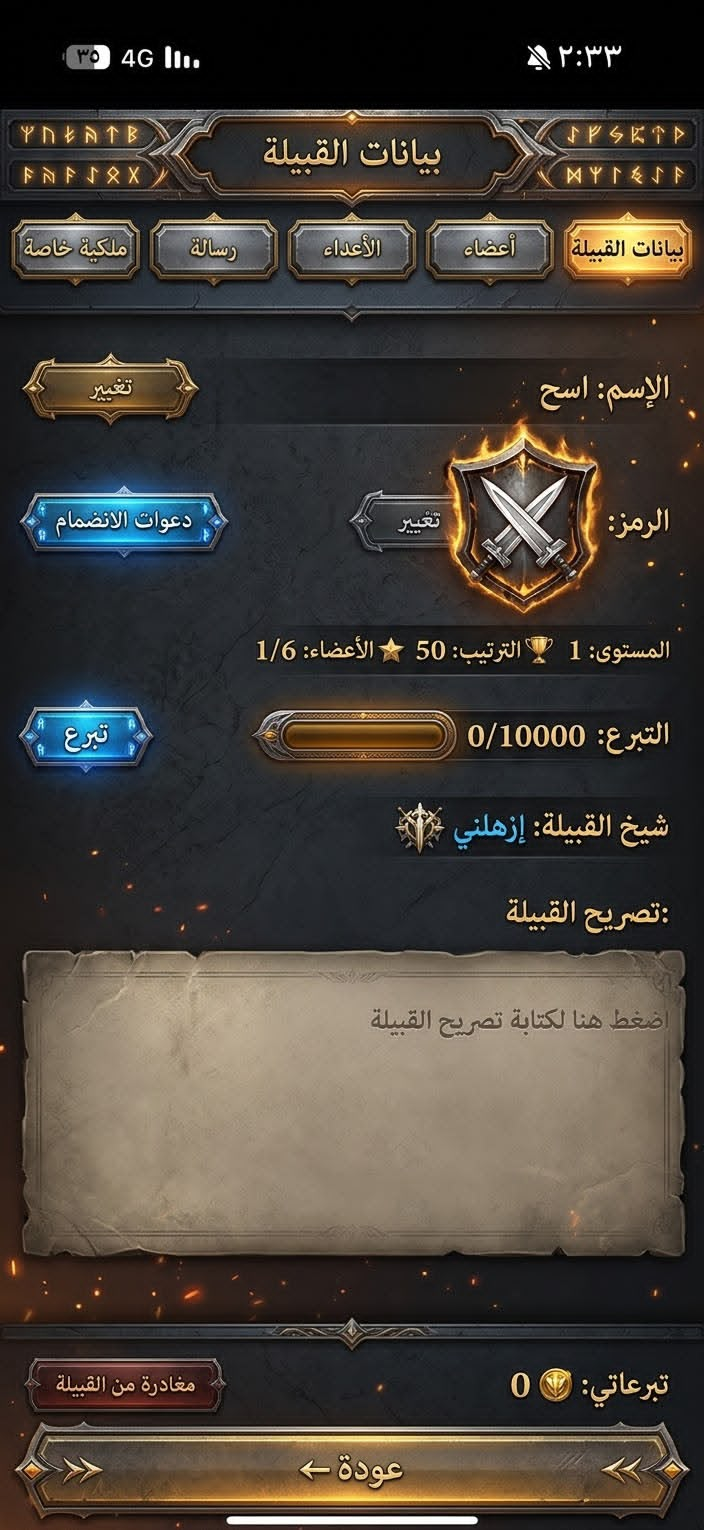 ٢:٣٣
4G ٣٥
بيانات القبيلة
بيانات القبيلة أعضاء الأعداء رسالة ملكية خاصة
الإسم: اسح تغيير
الرمز: تغيير دعوات الانضمام
المستوى: 1 الترتيب: 50 الأعضاء: 1/6
التبرع: 0/10000 تبرع
شيخ القبيلة: إزهلني
:تصريح القبيلة
اضغط هنا لكتابة تصريح القبيلة
تبرعاتي: 0 مغادرة من القبيلة
عودة ←